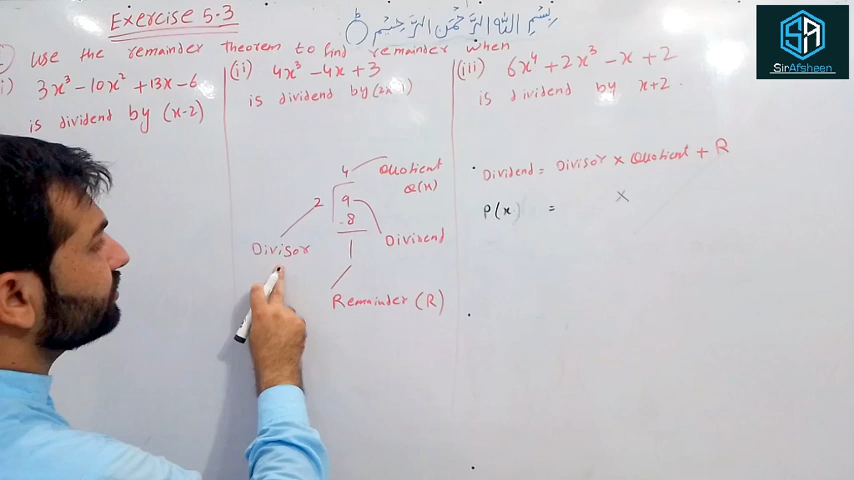 Exercise 5.3
بِسْمِ اللّٰهِ الرَّحْمٰنِ الرَّحِيْمِ
Use the remainder theorem to find remainder when
(i) 3x³ - 10x² + 13x - 6
is dividend by (x-2)
(ii) 4x³ - 4x + 3
is dividend by (2x-1)
(iii) 6x⁴ + 2x³ - x + 2
is dividend by x+2.
4 Quotient
Q(x)
2 9
-8
Divisor 1 Dividend
Remainder (R)
Dividend = Divisor × Quotient + R
P(x) = ×
SA
SirAfsheen